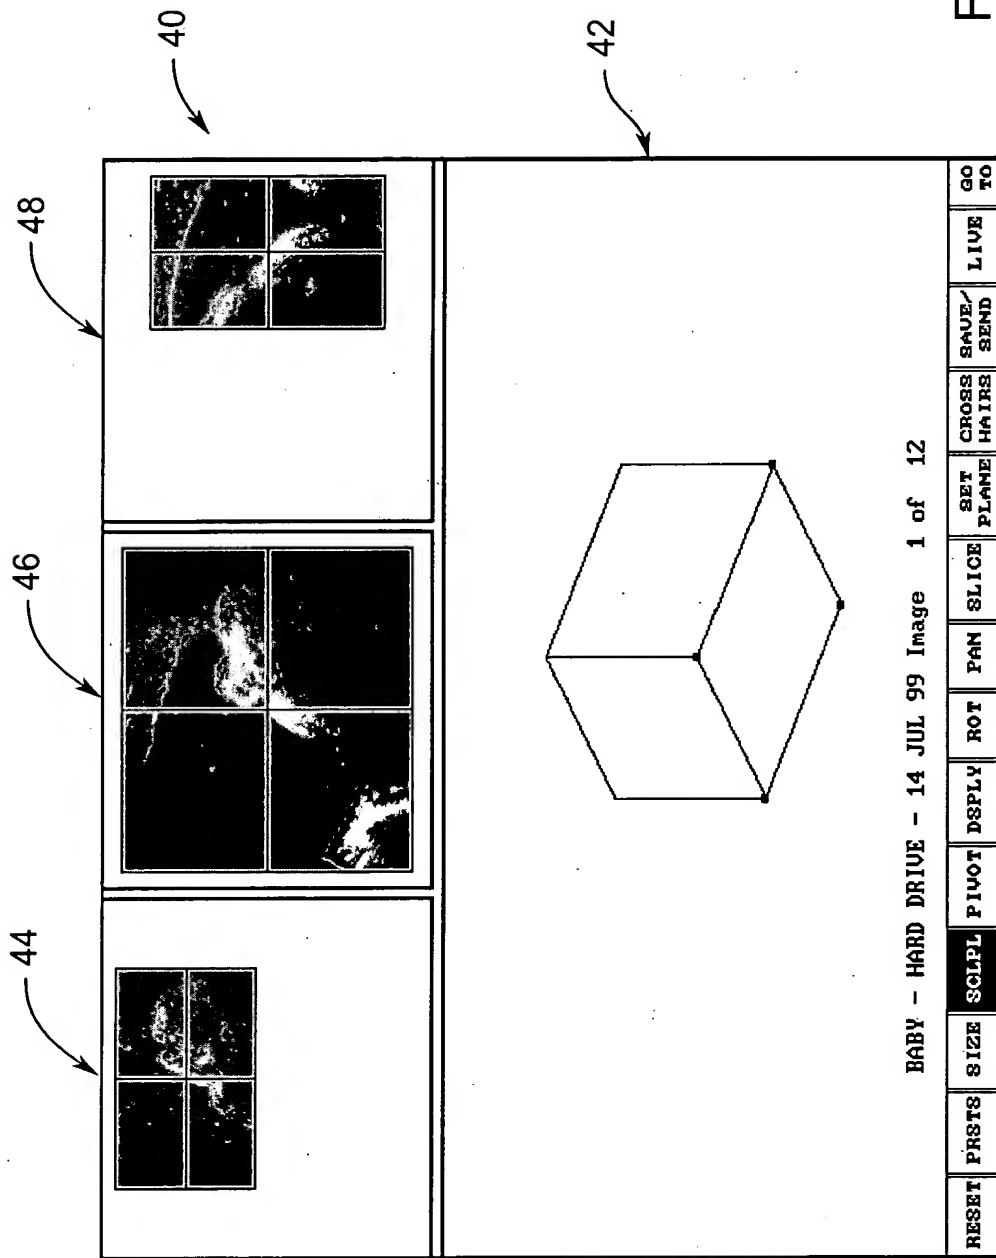 44
46
48
40
42
BABY - HARD DRIVE - 14 JUL 99 Image 1 of 12
RESET PRSTS SIZE SCLPL PIVOT DSPLY ROT PAN SLICE SET PLANE CROSS HAIRS SAVE/ SEND LIVE GO TO
F